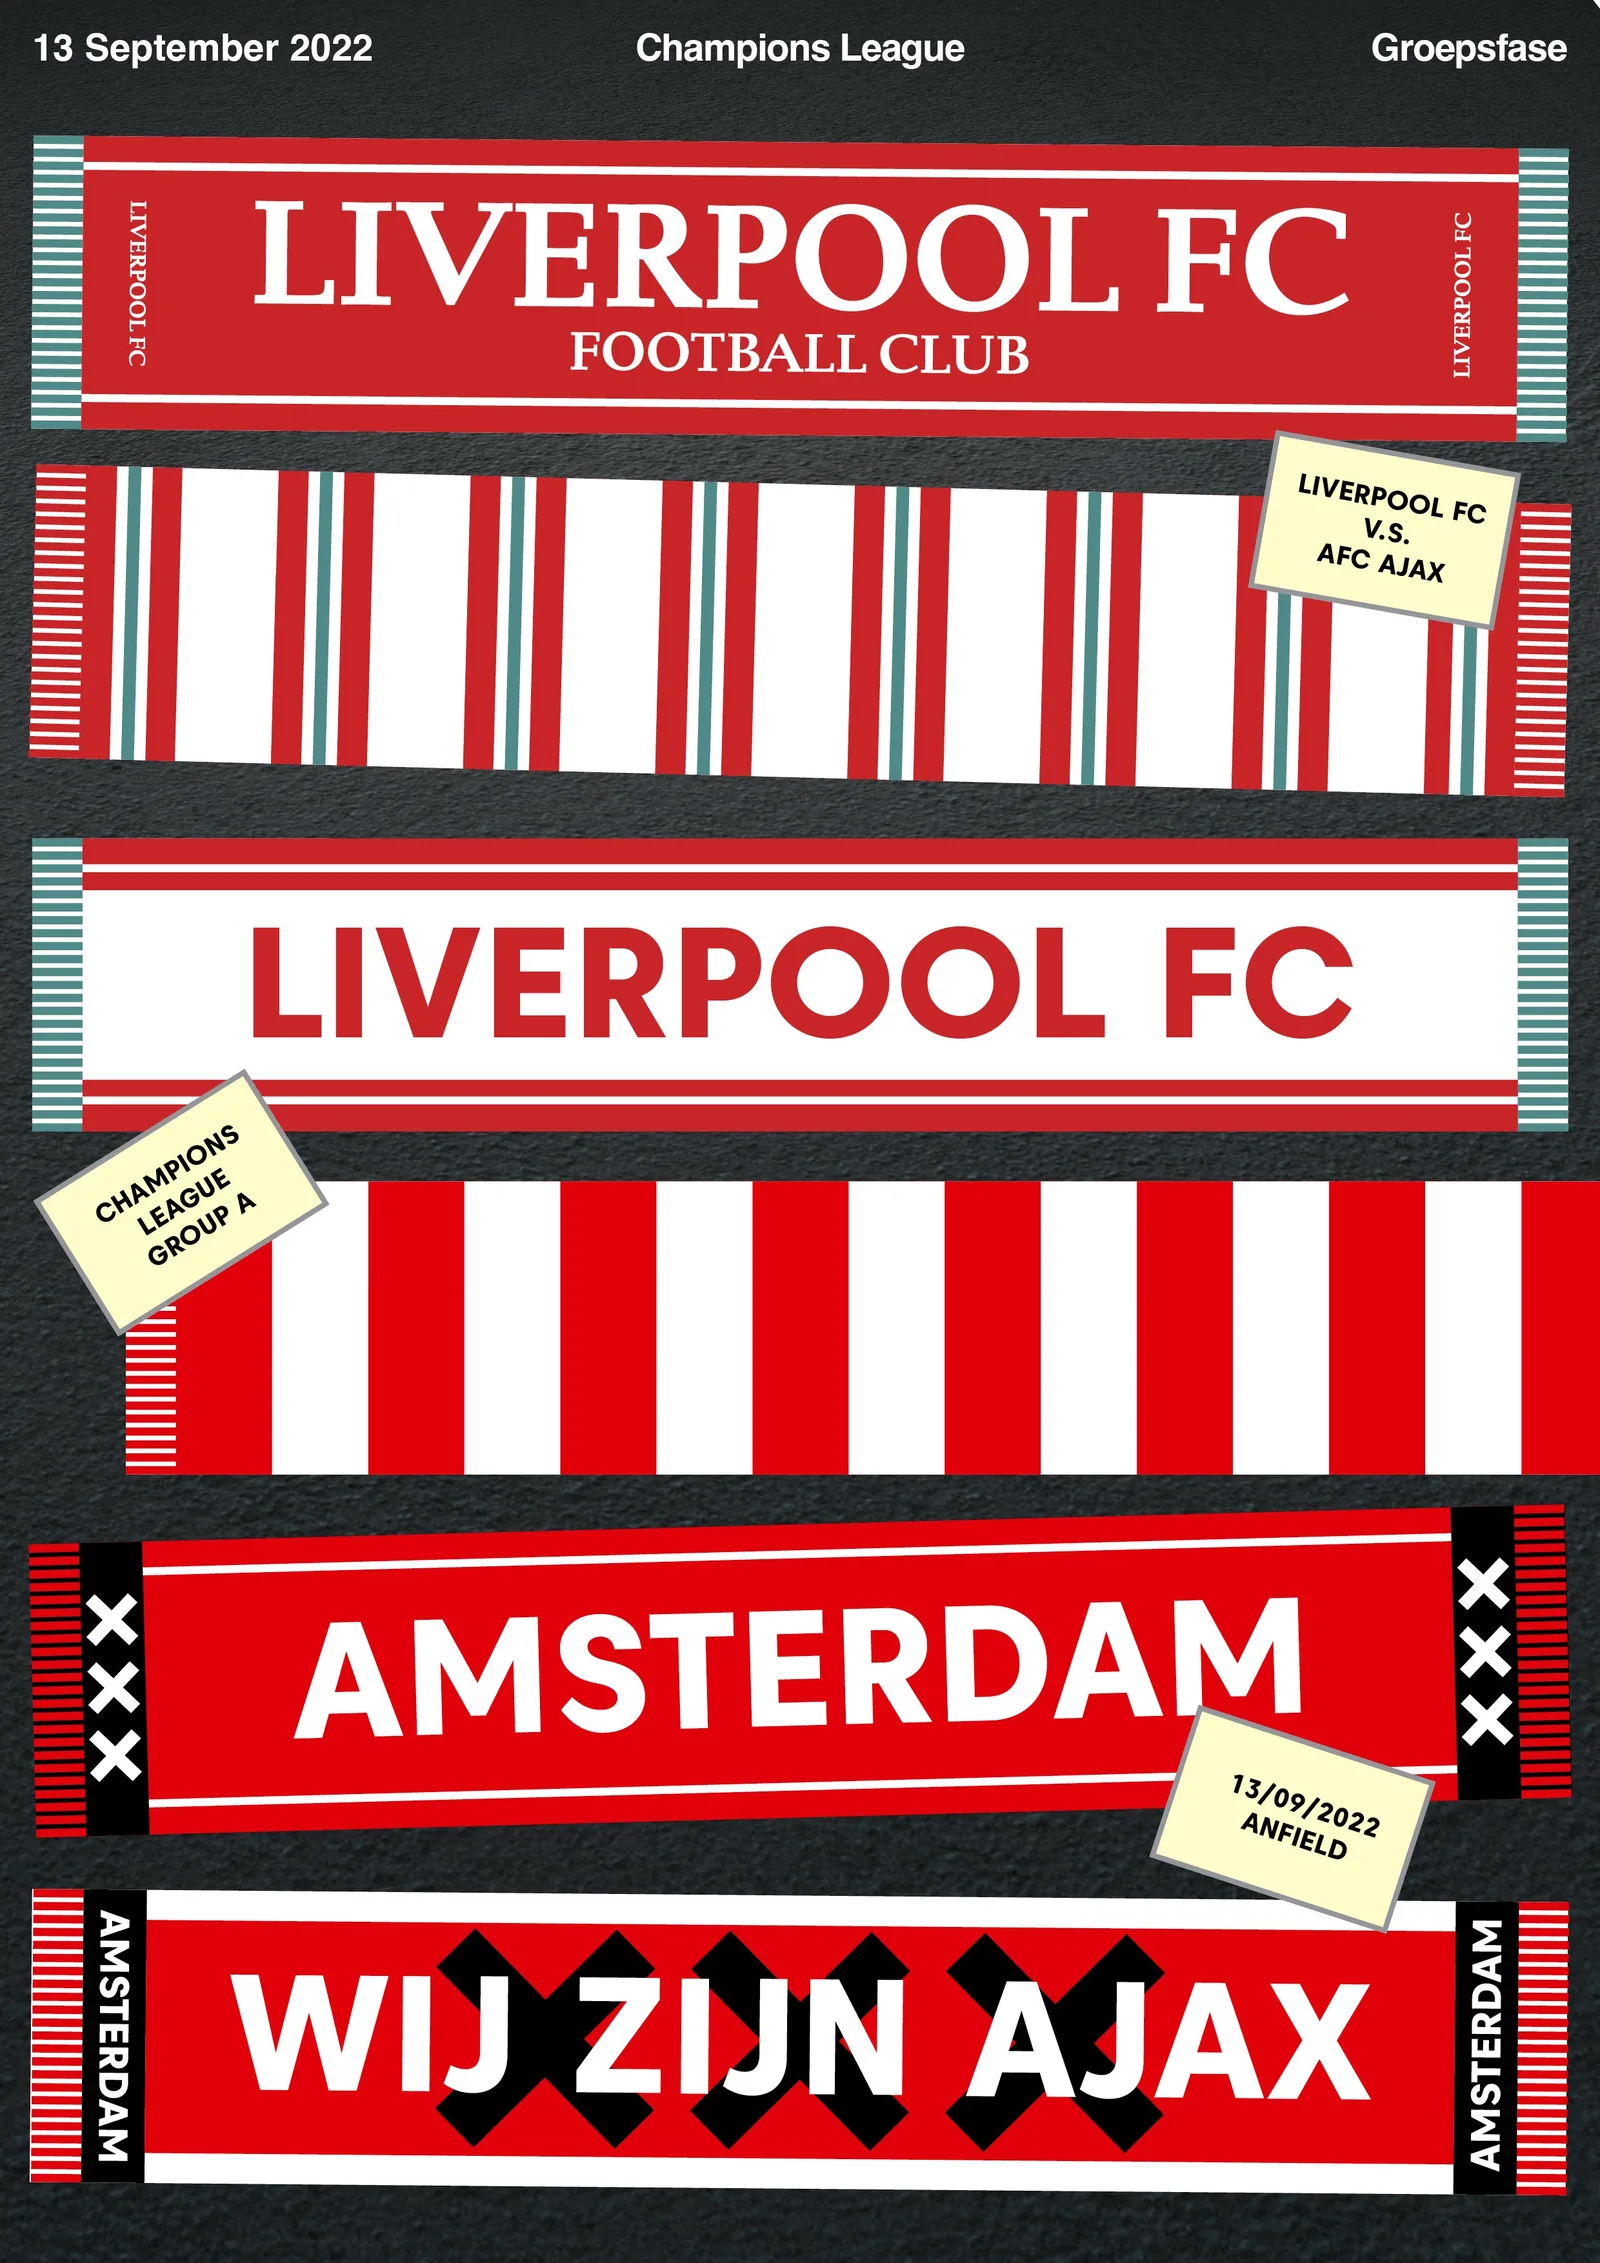 13 September 2022
Champions League
Groepsfase
LIVERPOOL FC
LIVERPOOL FC
FOOTBALL CLUB
LIVERPOOL FC
LIVERPOOL FC
V.S.
AFC AJAX
LIVERPOOL FC
CHAMPIONS
LEAGUE
GROUP A
AMSTERDAM
13/09/2022
ANFIELD
AMSTERDAM
WIJ ZIJN AJAX
AMSTERDAM